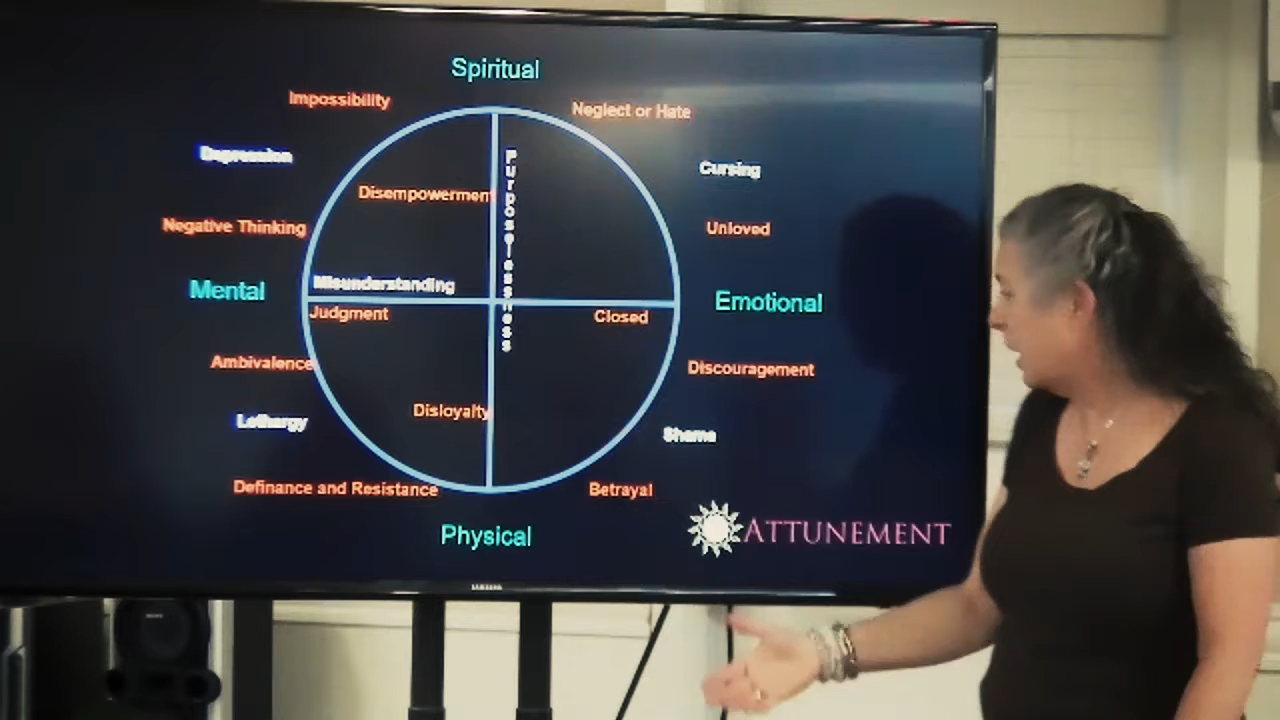 Spiritual
Impossibility
Neglect or Hate
Depression
Cursing
Disempowerment
Purposelessness
Negative Thinking
Unloved
Misunderstanding
Mental
Emotional
Judgment
Closed
Ambivalence
Discouragement
Disloyalty
Lethargy
Shame
Definance and Resistance
Betrayal
Physical
ATTUNEMENT
SAMSUNG